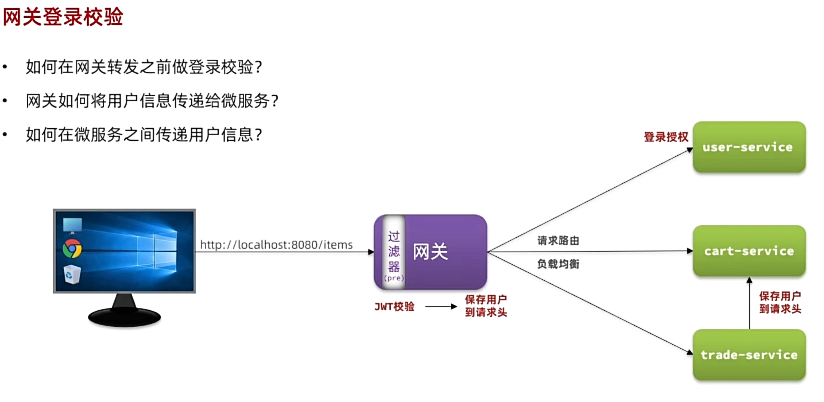 网关登录校验
• 如何在网关转发之前做登录校验？
• 网关如何将用户信息传递给微服务？
• 如何在微服务之间传递用户信息？
登录授权
user-service
http://localhost:8080/items
过滤器
(pre)
网关
请求路由
负载均衡
cart-service
JWT校验
保存用户
到请求头
保存用户
到请求头
trade-service